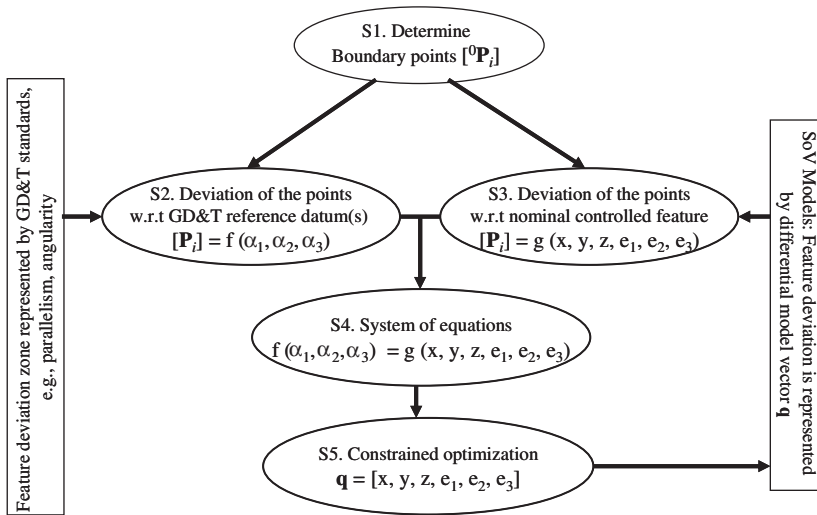 S1. Determine
Boundary points [⁰P_i]
Feature deviation zone represented by GD&T standards,
e.g., parallelism, angularity
S2. Deviation of the points
w.r.t GD&T reference datum(s)
[P_i] = f (α₁, α₂, α₃)
S3. Deviation of the points
w.r.t nominal controlled feature
[P_i] = g (x, y, z, e₁, e₂, e₃)
SoV Models: Feature deviation is represented
by differential model vector q
S4. System of equations
f (α₁, α₂, α₃) = g (x, y, z, e₁, e₂, e₃)
S5. Constrained optimization
q = [x, y, z, e₁, e₂, e₃]